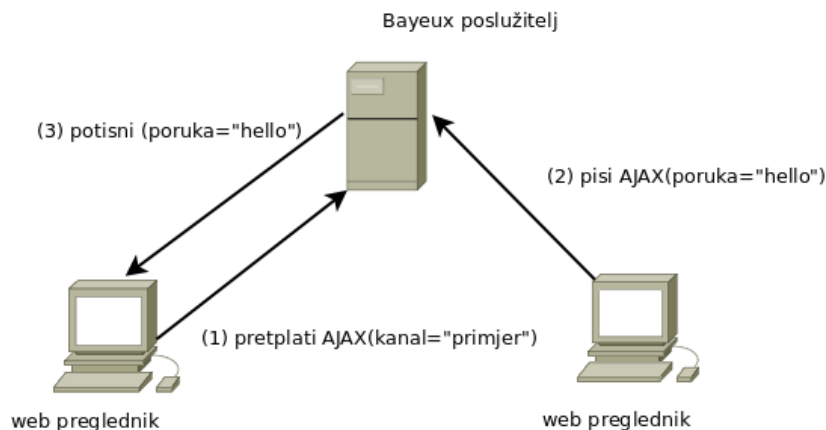 Bayeux poslužitelj
(3) potisni (poruka="hello")
(2) pisi AJAX(poruka="hello")
(1) pretplati AJAX(kanal="primjer")
web preglednik
web preglednik